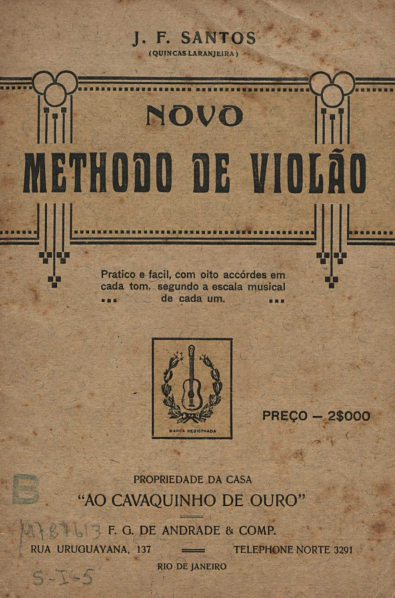 J. F. SANTOS
(QUINCAS LARANJEIRA)
NOVO
METHODO DE VIOLÃO
Pratico e facil, com oito accórdes em
cada tom, segundo a escala musical
de cada um.
MARCA REGISTRADA
PREÇO — 2$000
PROPRIEDADE DA CASA
“AO CAVAQUINHO DE OURO”
F. G. DE ANDRADE & COMP.
RUA URUGUAYANA, 137 TELEPHONE NORTE 3291
RIO DE JANEIRO
B
S-I-5